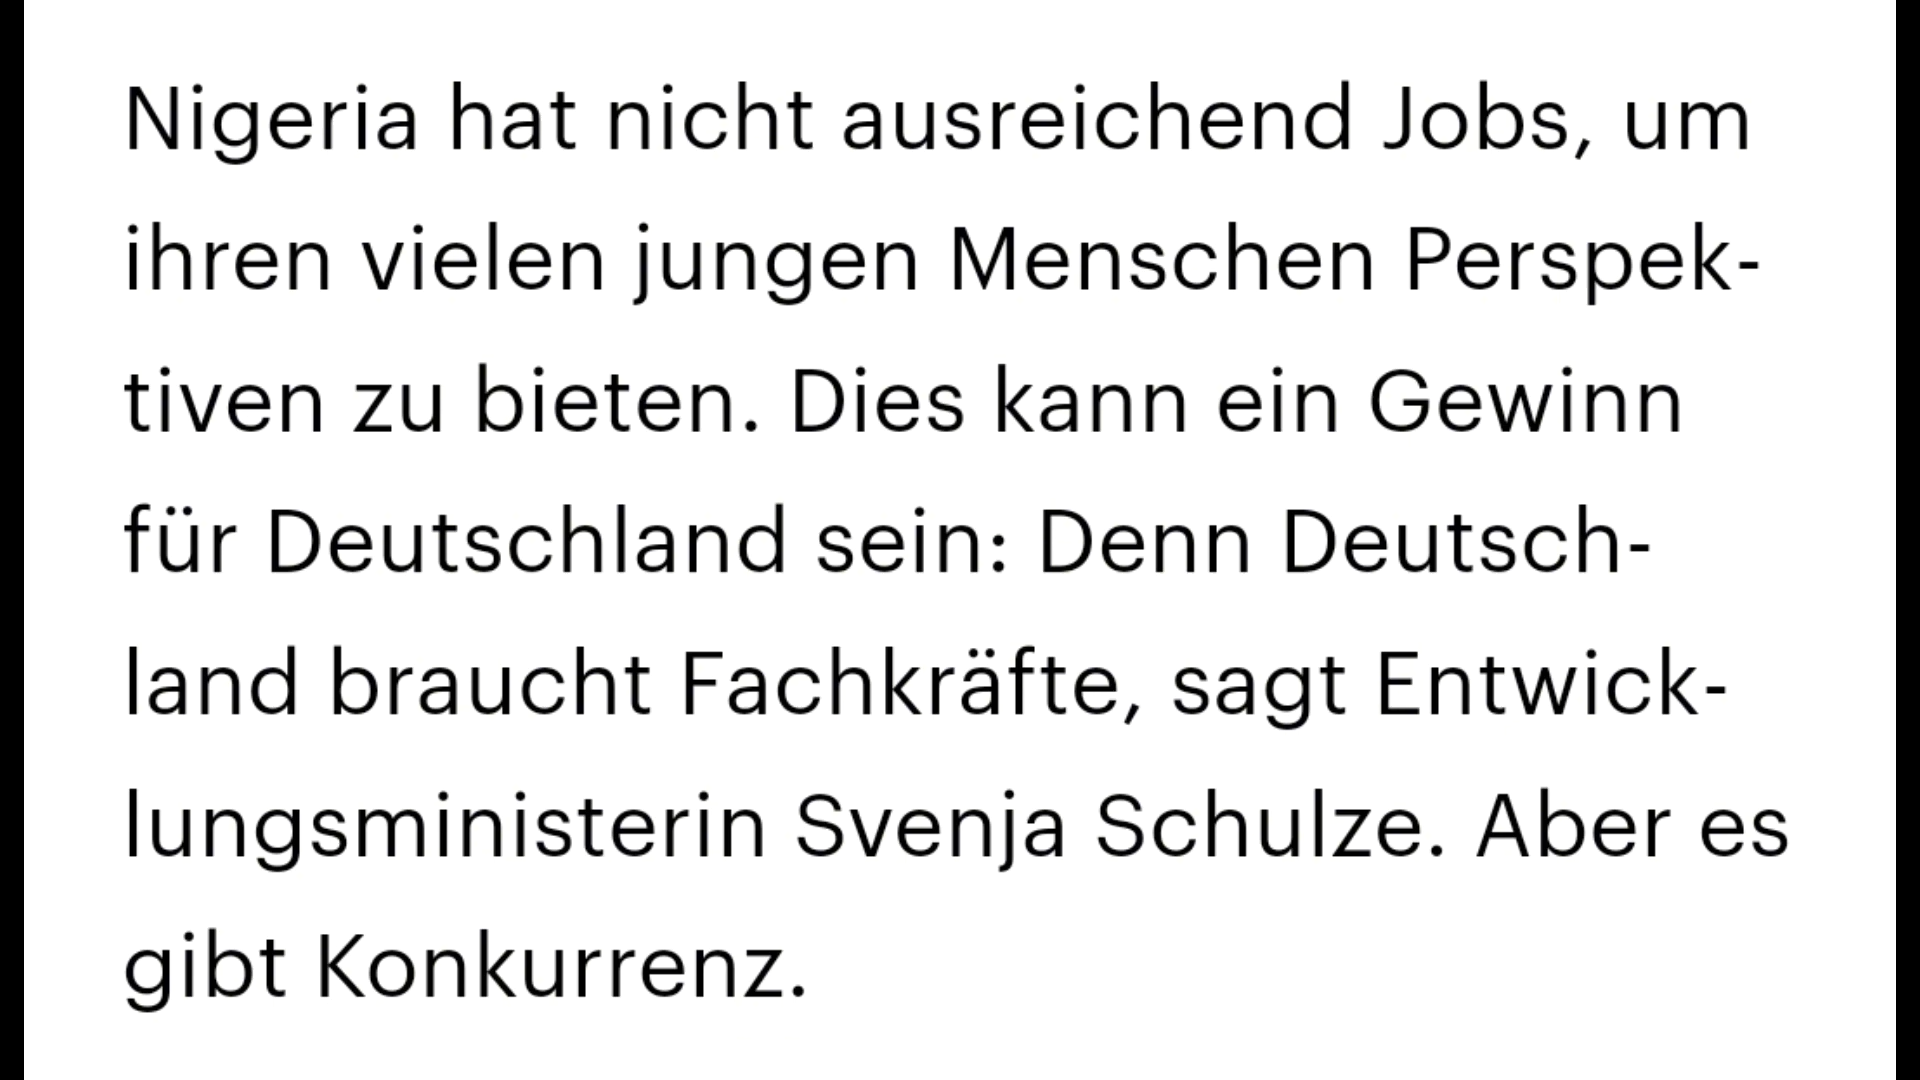 Nigeria hat nicht ausreichend Jobs, um
ihren vielen jungen Menschen Perspek-
tiven zu bieten. Dies kann ein Gewinn
für Deutschland sein: Denn Deutsch-
land braucht Fachkräfte, sagt Entwick-
lungsministerin Svenja Schulze. Aber es
gibt Konkurrenz.